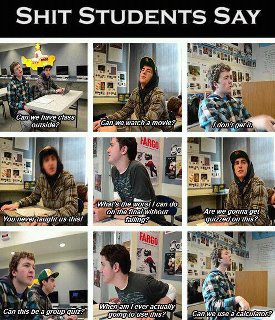 SHIT STUDENTS SAY
Can we have class
outside?
Can we watch a movie?
I don't get it.
FARGO
You never taught us this!
What's the worst I can do
on the final without
failing?
Are we gonna get
quizzed on this?
FARGO
Can this be a group quiz?
When am I ever actually
going to use this?
Can we use a calculator?